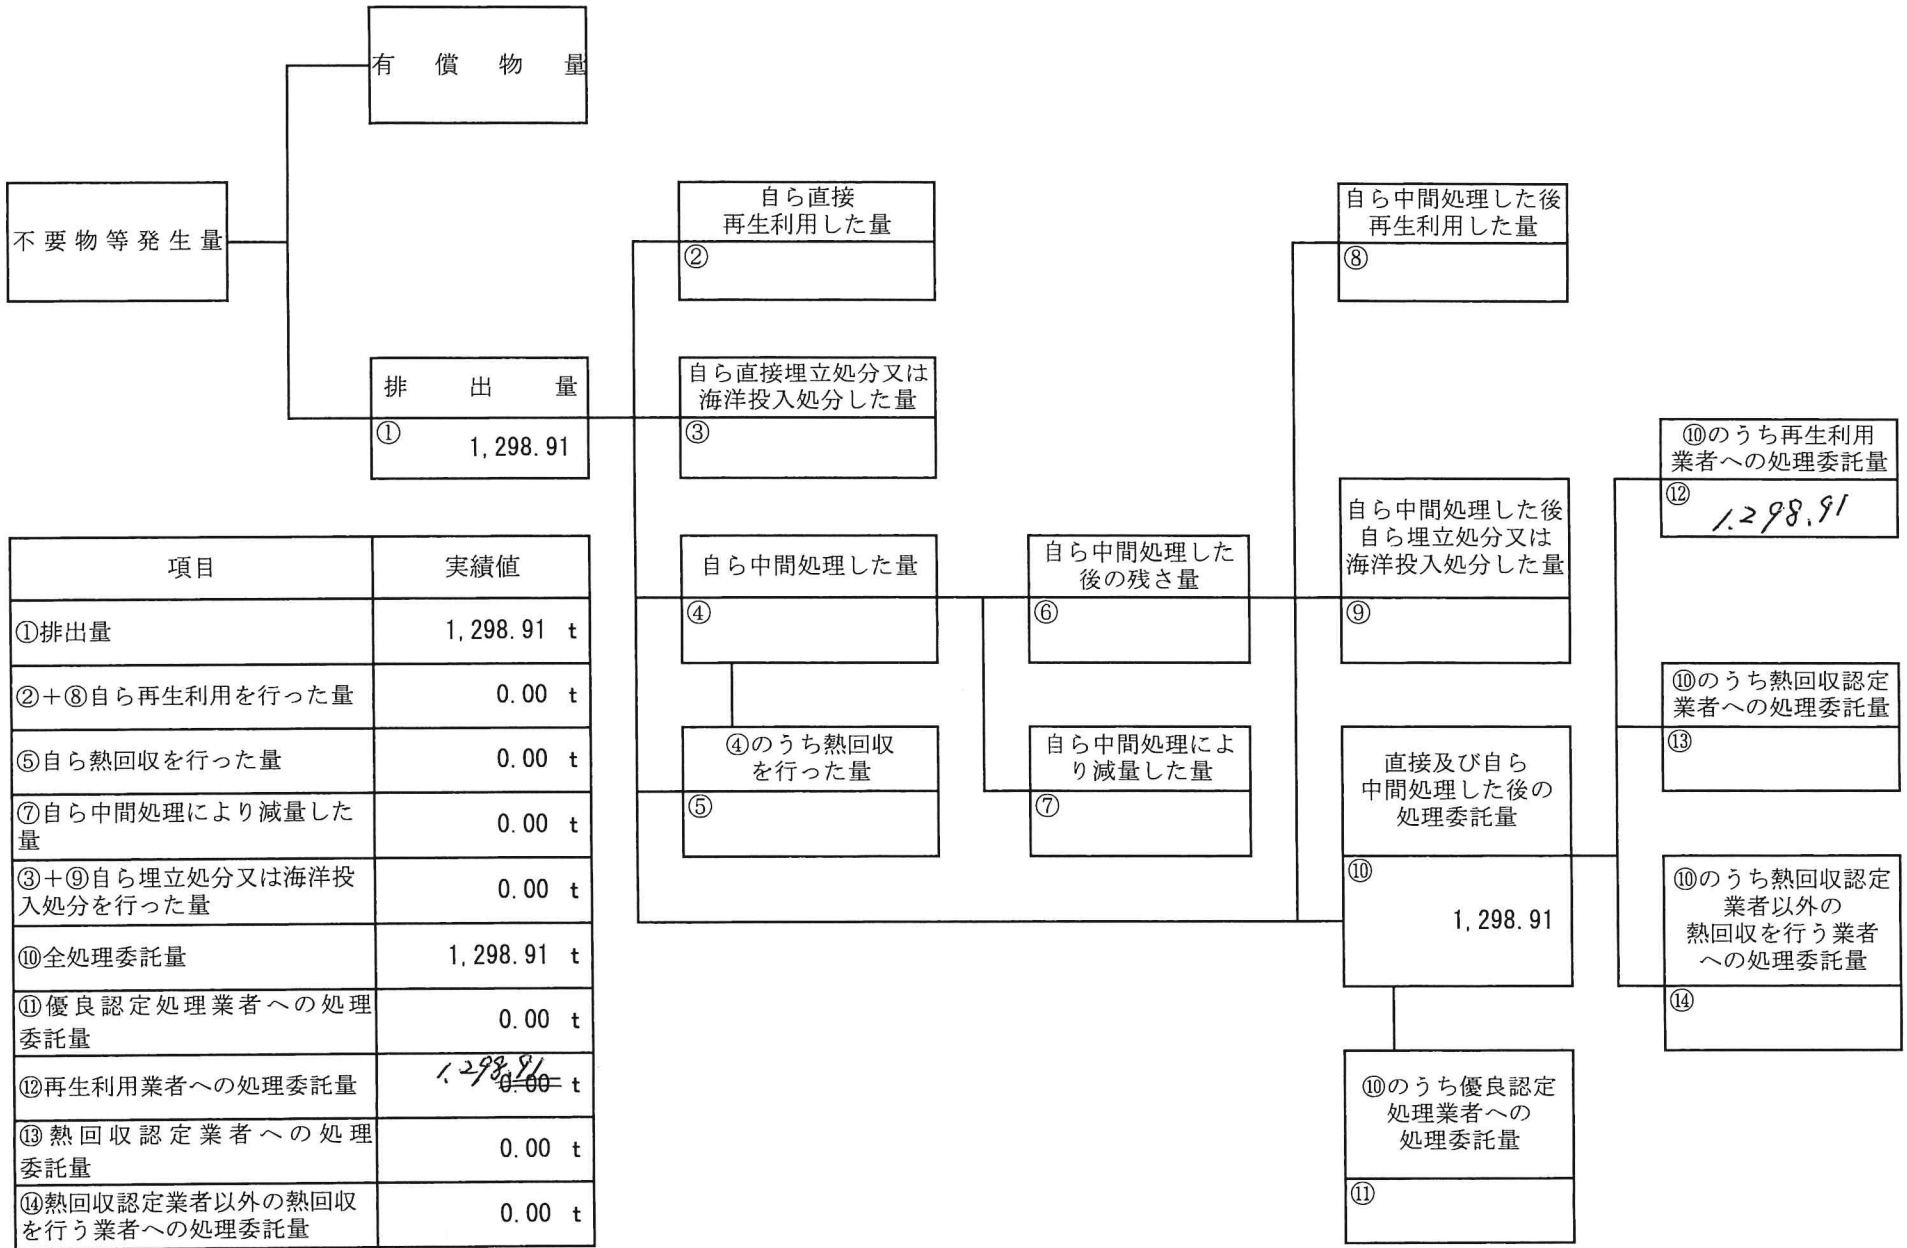 有償物量
不要物等発生量
排出量
① 1,298.91
自ら直接
再生利用した量
②
自ら直接埋立処分又は
海洋投入処分した量
③
自ら中間処理した量
④
④のうち熱回収
を行った量
⑤
自ら中間処理した
後の残さ量
⑥
自ら中間処理によ
り減量した量
⑦
自ら中間処理した後
再生利用した量
⑧
自ら中間処理した後
自ら埋立処分又は
海洋投入処分した量
⑨
直接及び自ら
中間処理した後の
処理委託量
⑩
1,298.91
⑩のうち優良認定
処理業者への
処理委託量
⑪
⑩のうち再生利用
業者への処理委託量
⑫ 1.298.91
⑩のうち熱回収認定
業者への処理委託量
⑬
⑩のうち熱回収認定
業者以外の
熱回収を行う業者
への処理委託量
⑭
項目 実績値
①排出量 1,298.91 t
②+⑧自ら再生利用を行った量 0.00 t
⑤自ら熱回収を行った量 0.00 t
⑦自ら中間処理により減量した
量 0.00 t
③+⑨自ら埋立処分又は海洋投
入処分を行った量 0.00 t
⑩全処理委託量 1,298.91 t
⑪優良認定処理業者への処理
委託量 0.00 t
⑫再生利用業者への処理委託量 1.298.91 0.00 t
⑬熱回収認定業者への処理
委託量 0.00 t
⑭熱回収認定業者以外の熱回収
を行う業者への処理委託量 0.00 t